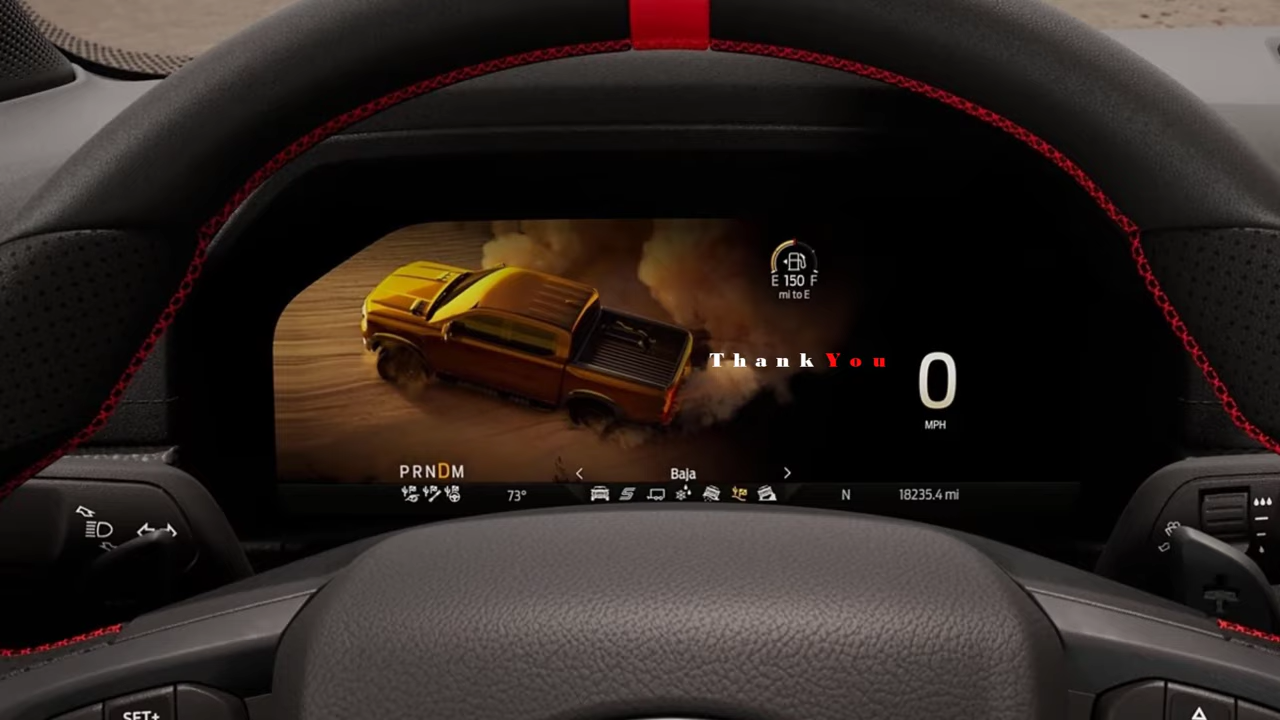 E 150 F
mi to E
Thank You
0
MPH
PRNDM
Baja
73°
N
18235.4 mi
SET+